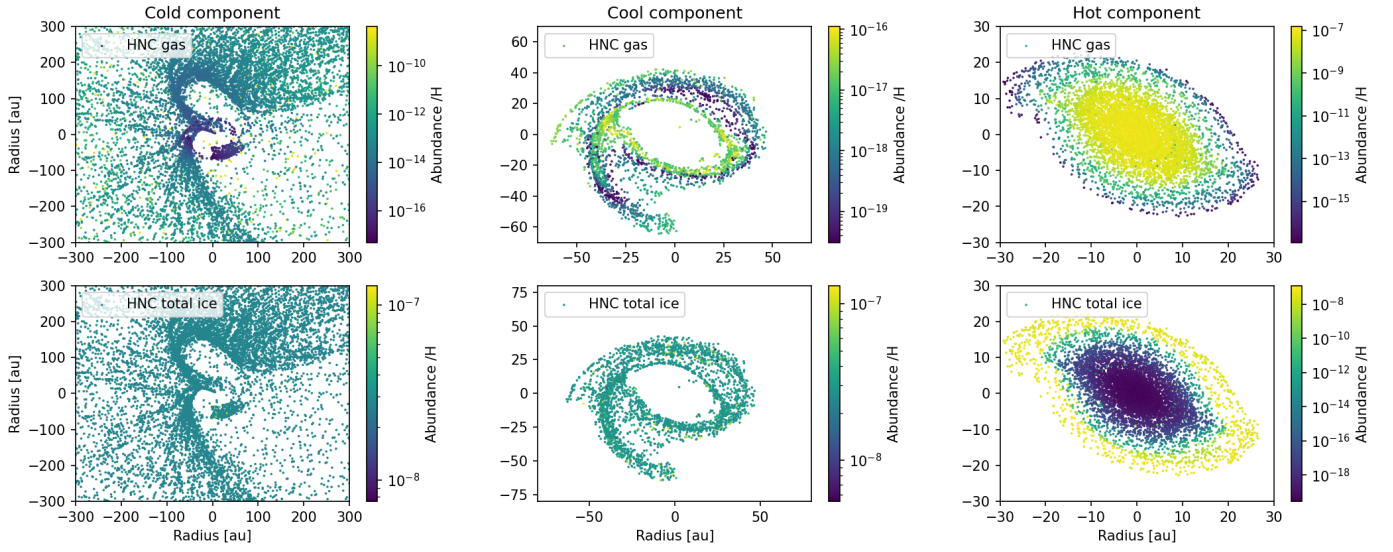 Cold component
Cool component
Hot component
HNC gas
300
200
100
0
−100
−200
−300
−300 −200 −100 0 100 200 300
Radius [au]
10⁻¹⁰
10⁻¹²
10⁻¹⁴
10⁻¹⁶
Abundance /H
HNC gas
60
40
20
0
−20
−40
−60
−50 −25 0 25 50
10⁻¹⁶
10⁻¹⁷
10⁻¹⁸
10⁻¹⁹
Abundance /H
HNC gas
30
20
10
0
−10
−20
−30
−30 −20 −10 0 10 20 30
10⁻⁷
10⁻⁹
10⁻¹¹
10⁻¹³
10⁻¹⁵
Abundance /H
HNC total ice
300
200
100
0
−100
−200
−300
−300 −200 −100 0 100 200 300
Radius [au]
Radius [au]
10⁻⁷
10⁻⁸
Abundance /H
HNC total ice
75
50
25
0
−25
−50
−75
−50 0 50
Radius [au]
10⁻⁷
10⁻⁸
Abundance /H
HNC total ice
30
20
10
0
−10
−20
−30
−30 −20 −10 0 10 20 30
Radius [au]
10⁻⁸
10⁻¹⁰
10⁻¹²
10⁻¹⁴
10⁻¹⁶
10⁻¹⁸
Abundance /H